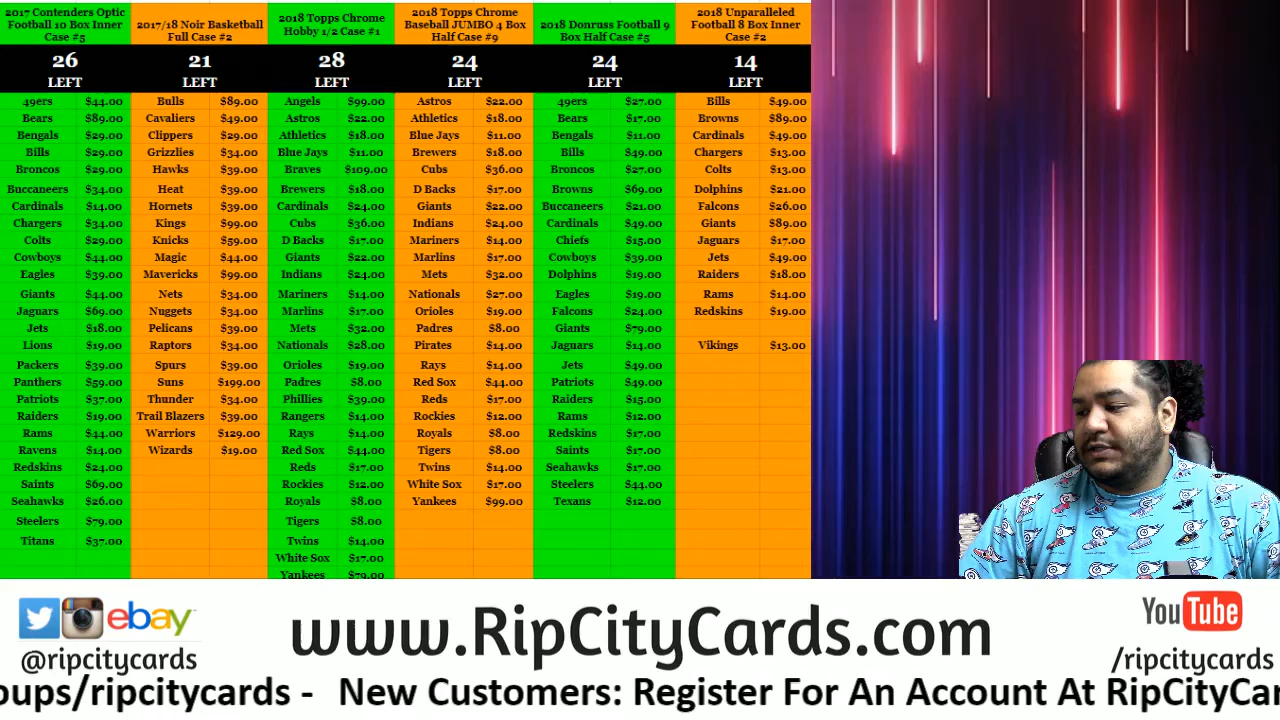 2017 Contenders Optic
Football 10 Box Inner
Case #5
26
LEFT
49ers $44.00
Bears $89.00
Bengals $29.00
Bills $29.00
Broncos $29.00
Buccaneers $34.00
Cardinals $14.00
Chargers $34.00
Colts $29.00
Cowboys $44.00
Eagles $39.00
Giants $44.00
Jaguars $69.00
Jets $18.00
Lions $19.00
Packers $39.00
Panthers $59.00
Patriots $37.00
Raiders $19.00
Rams $44.00
Ravens $14.00
Redskins $24.00
Saints $69.00
Seahawks $26.00
Steelers $79.00
Titans $37.00
2017/18 Noir Basketball
Full Case #2
21
LEFT
Bulls $89.00
Cavaliers $49.00
Clippers $29.00
Grizzlies $34.00
Hawks $39.00
Heat $39.00
Hornets $39.00
Kings $99.00
Knicks $59.00
Magic $44.00
Mavericks $99.00
Nets $34.00
Nuggets $34.00
Pelicans $39.00
Raptors $34.00
Spurs $39.00
Suns $199.00
Thunder $34.00
Trail Blazers $39.00
Warriors $129.00
Wizards $19.00
2018 Topps Chrome
Hobby 1/2 Case #1
28
LEFT
Angels $99.00
Astros $22.00
Athletics $18.00
Blue Jays $11.00
Braves $109.00
Brewers $18.00
Cardinals $24.00
Cubs $36.00
D Backs $17.00
Giants $22.00
Indians $24.00
Mariners $14.00
Marlins $17.00
Mets $32.00
Nationals $28.00
Orioles $19.00
Padres $8.00
Phillies $39.00
Rangers $14.00
Rays $14.00
Red Sox $44.00
Reds $17.00
Rockies $12.00
Royals $8.00
Tigers $8.00
Twins $14.00
White Sox $17.00
Yankees $79.00
2018 Topps Chrome
Baseball JUMBO 4 Box
Half Case #9
24
LEFT
Astros $22.00
Athletics $18.00
Blue Jays $11.00
Brewers $18.00
Cubs $36.00
D Backs $17.00
Giants $22.00
Indians $24.00
Mariners $14.00
Marlins $17.00
Mets $32.00
Nationals $27.00
Orioles $19.00
Padres $8.00
Pirates $14.00
Rays $14.00
Red Sox $44.00
Reds $17.00
Rockies $12.00
Royals $8.00
Tigers $8.00
Twins $14.00
White Sox $17.00
Yankees $99.00
2018 Donruss Football 9
Box Half Case #5
24
LEFT
49ers $27.00
Bears $17.00
Bengals $11.00
Bills $49.00
Broncos $27.00
Browns $69.00
Buccaneers $21.00
Cardinals $49.00
Chiefs $15.00
Cowboys $39.00
Dolphins $19.00
Eagles $19.00
Falcons $24.00
Giants $79.00
Jaguars $14.00
Jets $49.00
Patriots $49.00
Raiders $15.00
Rams $12.00
Redskins $17.00
Saints $17.00
Seahawks $17.00
Steelers $44.00
Texans $12.00
2018 Unparalleled
Football 8 Box Inner
Case #2
14
LEFT
Bills $49.00
Browns $89.00
Cardinals $49.00
Chargers $13.00
Colts $13.00
Dolphins $21.00
Falcons $26.00
Giants $89.00
Jaguars $17.00
Jets $49.00
Raiders $18.00
Rams $14.00
Redskins $19.00
Vikings $13.00
ebay
@ripcitycards
www.RipCityCards.com
YouTube
/ripcitycards
oups/ripcitycards - New Customers: Register For An Account At RipCityCar